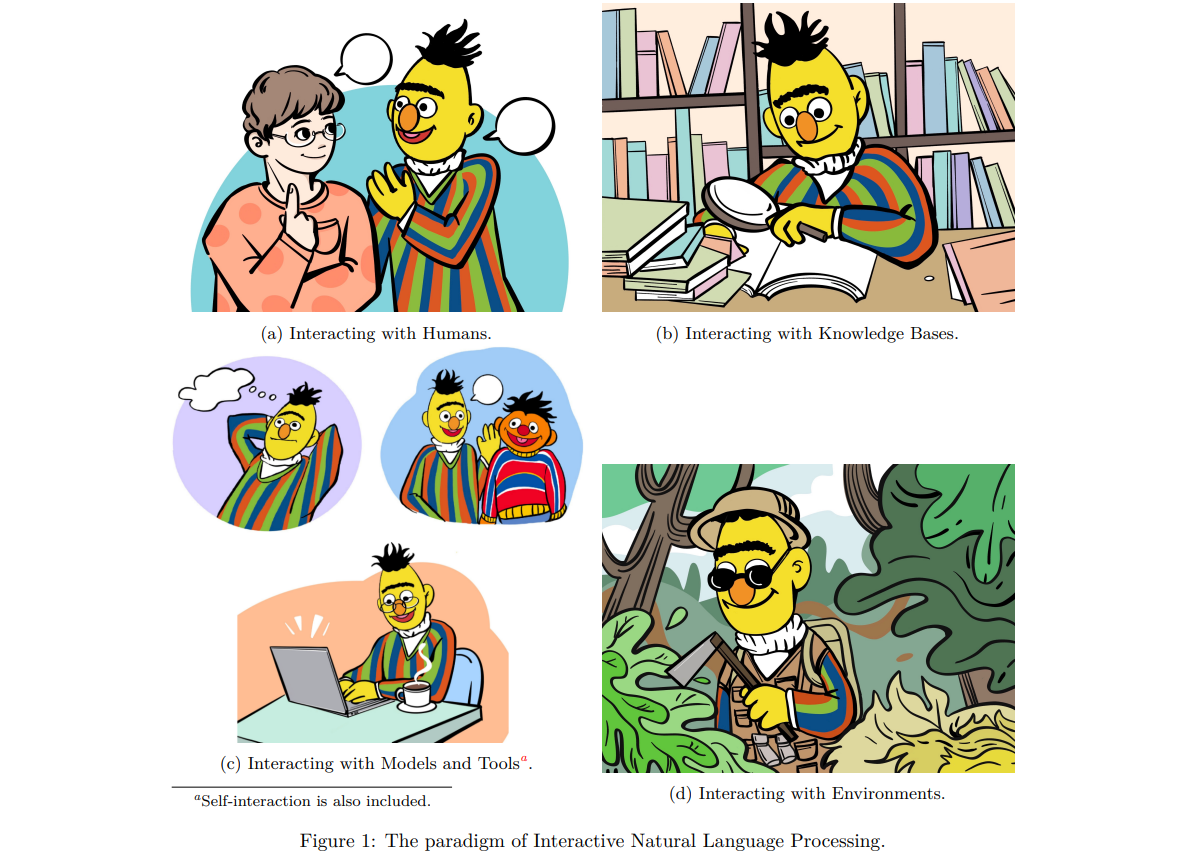 (a) Interacting with Humans.
(b) Interacting with Knowledge Bases.
(c) Interacting with Models and Toolsa.
aSelf-interaction is also included.
(d) Interacting with Environments.
Figure 1: The paradigm of Interactive Natural Language Processing.